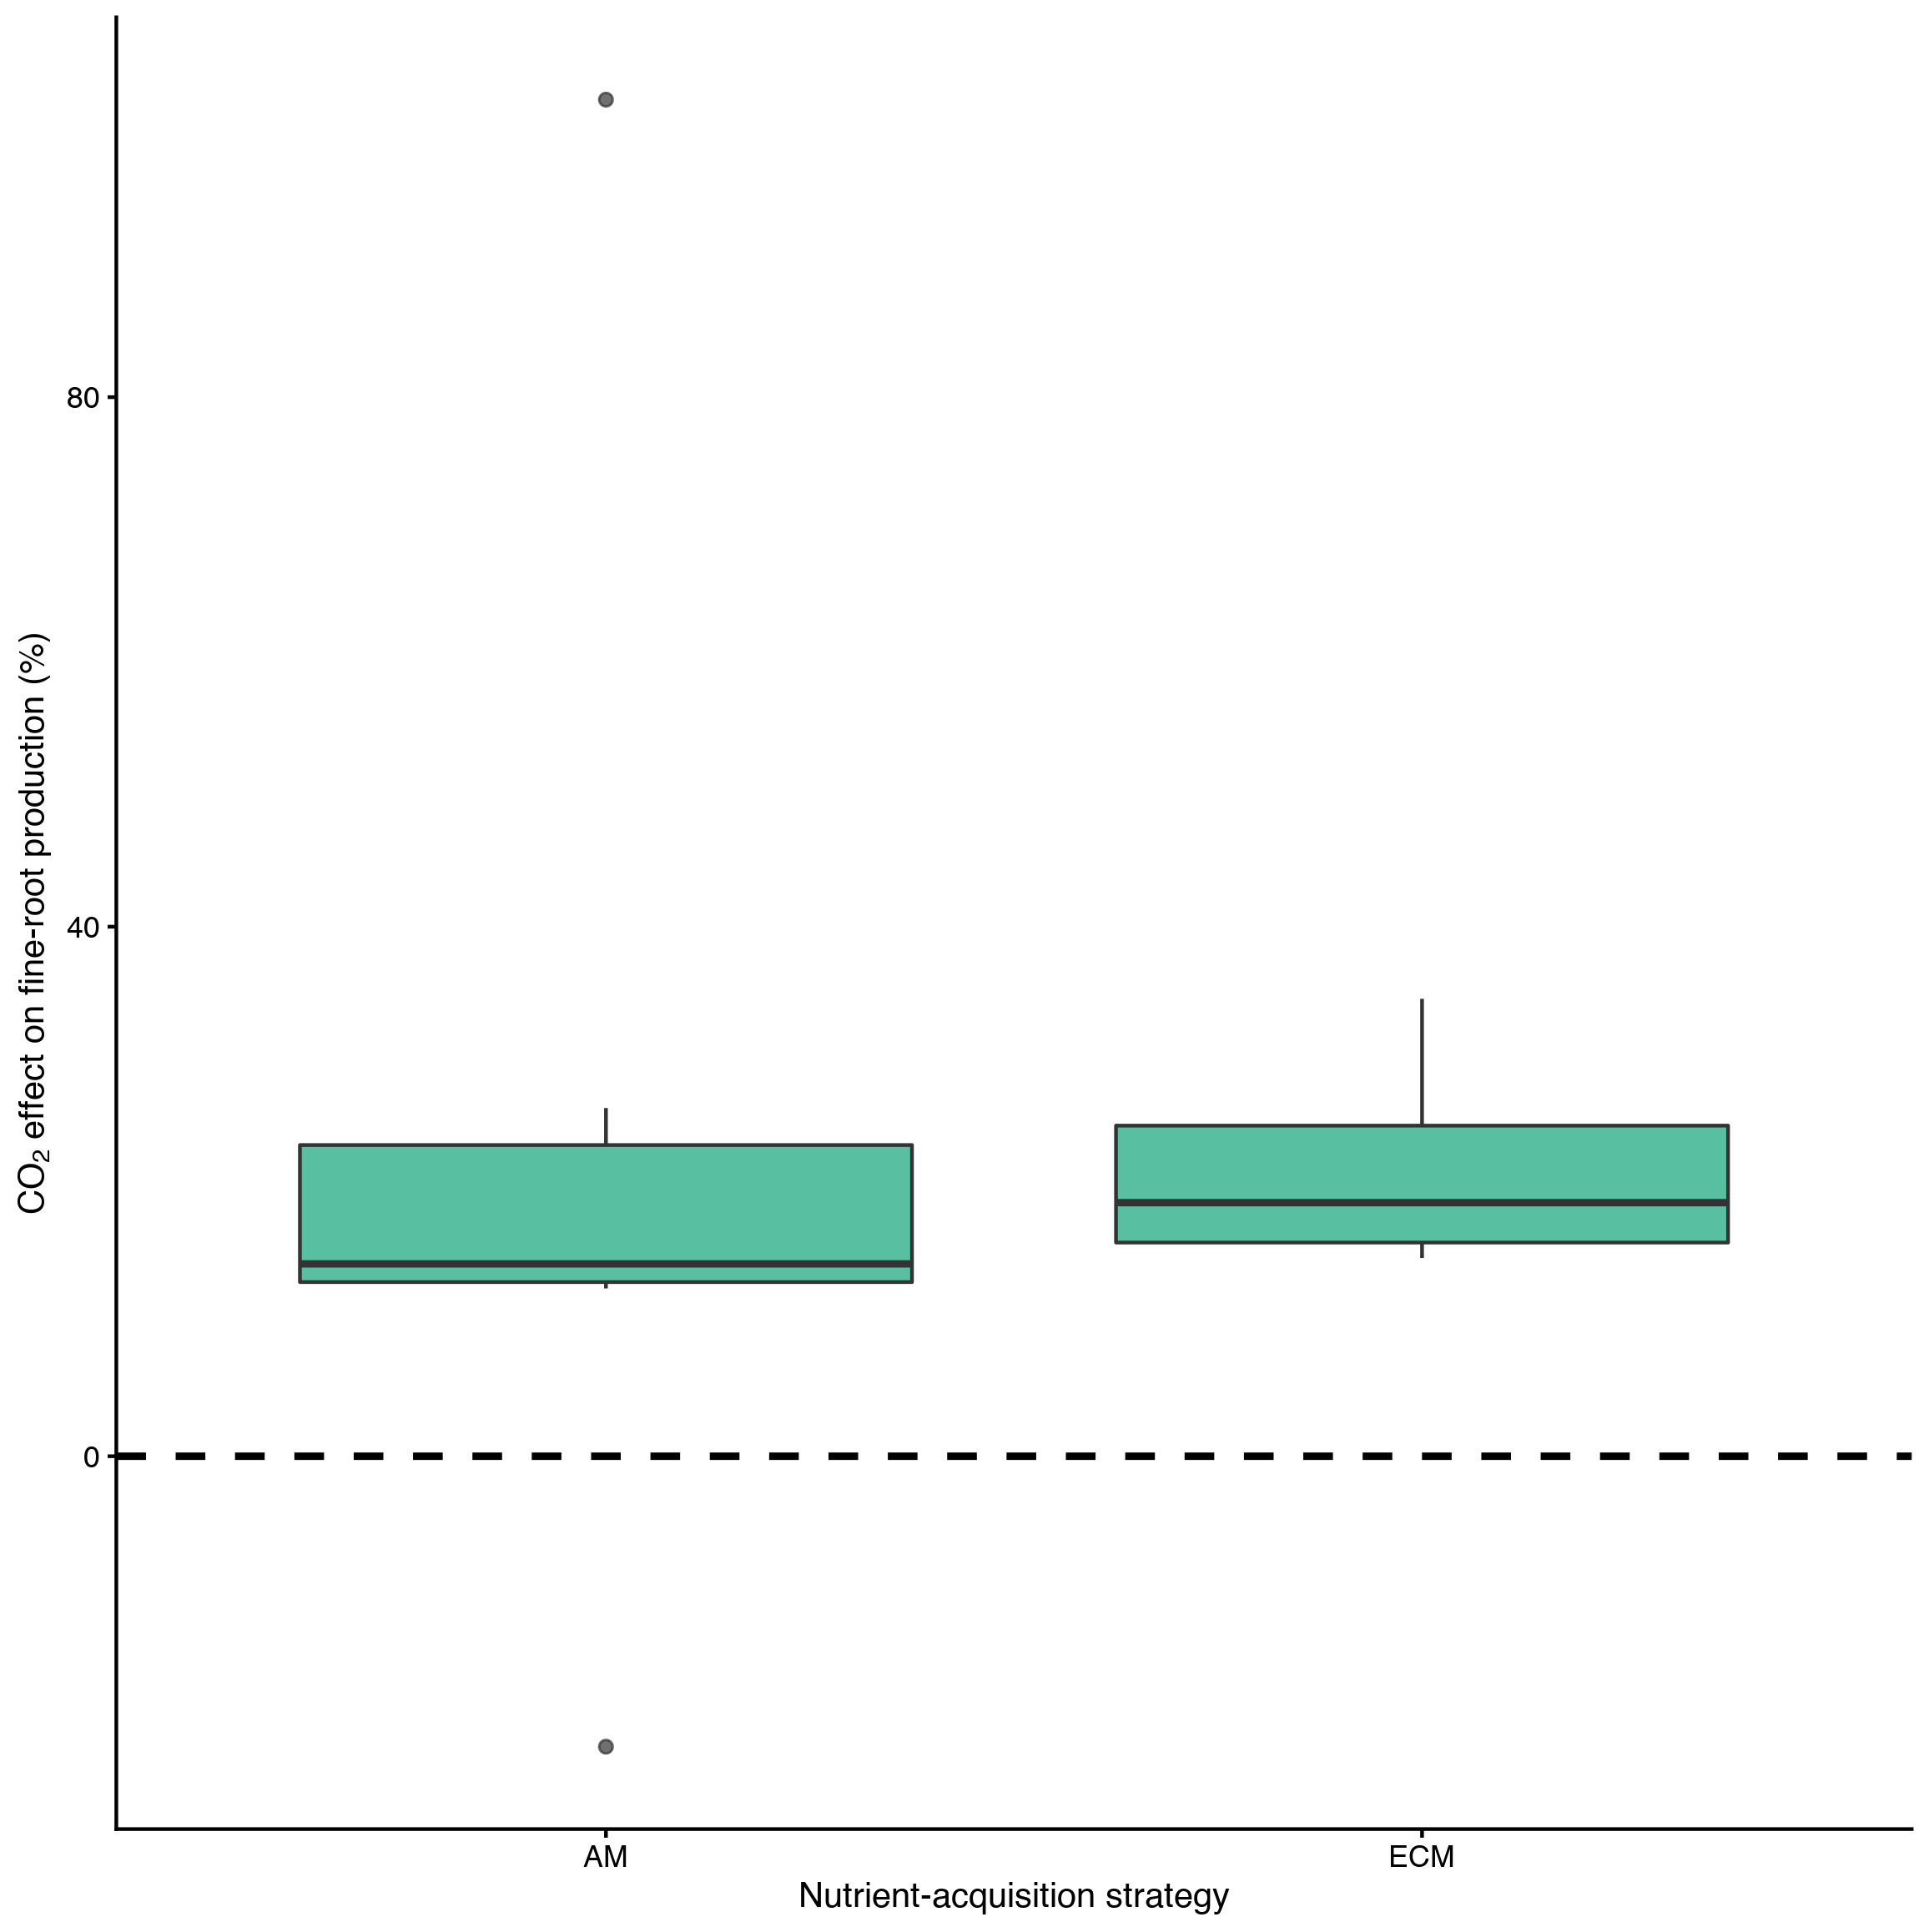 CO₂ effect on fine-root production (%)
80
40
0
AM
ECM
Nutrient-acquisition strategy